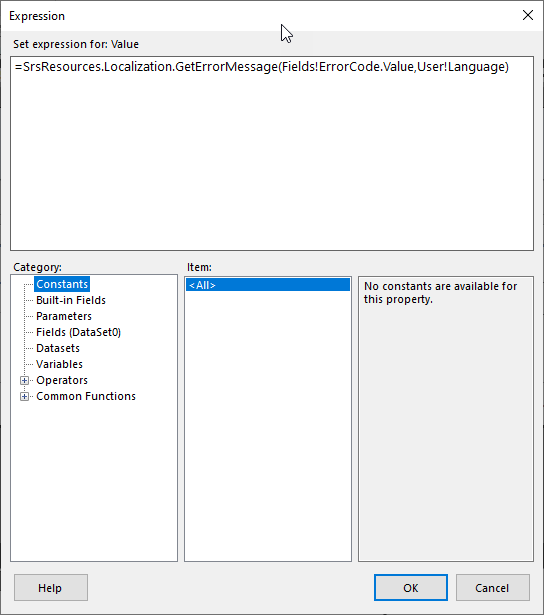 Expression
Set expression for: Value
=SrsResources.Localization.GetErrorMessage(Fields!ErrorCode.Value,User!Language)
Category:
Constants
Built-in Fields
Parameters
Fields (DataSet0)
Datasets
Variables
Operators
Common Functions
Item:
<All>
No constants are available for
this property.
Help
OK
Cancel